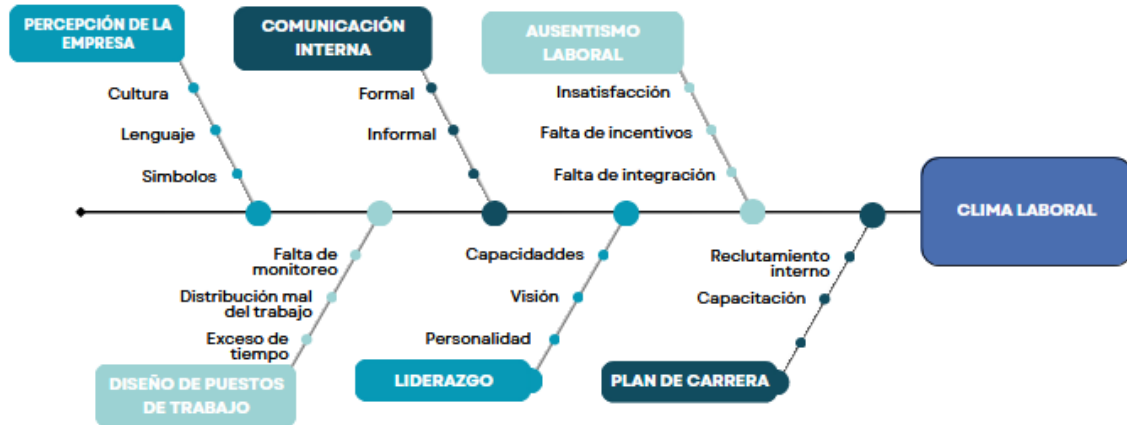 PERCEPCIÓN DE LA
EMPRESA
COMUNICACIÓN
INTERNA
AUSENTISMO
LABORAL
Cultura
Lenguaje
Simbolos
Formal
Informal
Insatisfacción
Falta de incentivos
Falta de integración
CLIMA LABORAL
Falta de
monitoreo
Distribución mal
del trabajo
Exceso de
tiempo
Capacidaddes
Visión
Personalidad
Reclutamiento
interno
Capacitación
DISEÑO DE PUESTOS
DE TRABAJO
LIDERAZGO
PLAN DE CARRERA